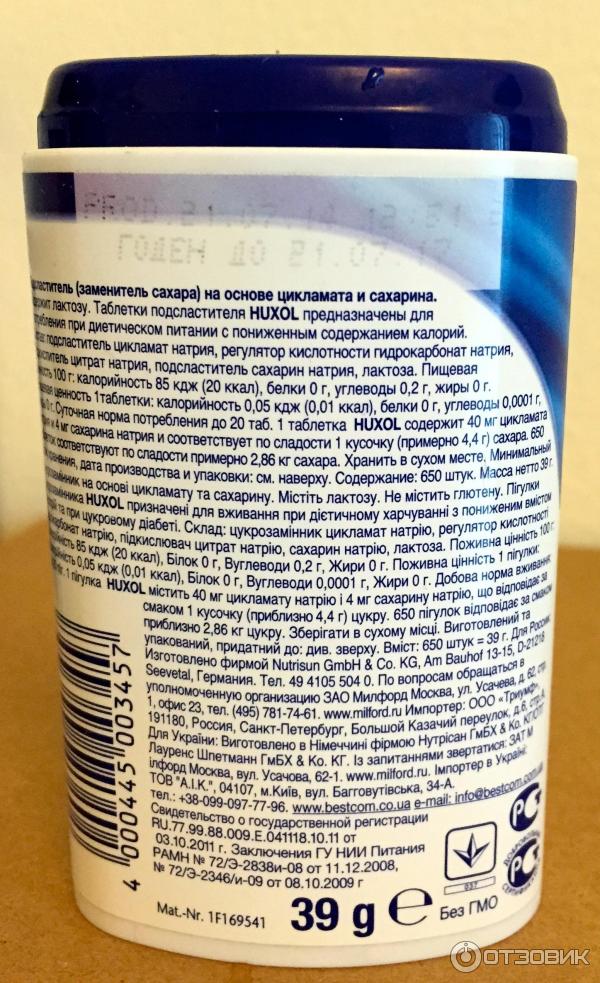 PROD. 31.07.14 13:31
ГОДЕН ДО 31.07.17
(заменитель сахара) на основе цикламата и сахарина.
лактозу. Таблетки подсластителя HUXOL предназначены для
при диетическом питании с пониженным содержанием калорий.
подсластитель цикламат натрия, регулятор кислотности гидрокарбонат натрия,
цитрат натрия, подсластитель сахарин натрия, лактоза. Пищевая
100 г: калорийность 85 кдж (20 ккал), белки 0 г, углеводы 0,2 г, жиры 0 г.
ценность 1таблетки: калорийность 0,05 кдж (0,01 ккал), белки 0 г, углеводы 0,0001 г,
0 г. Суточная норма потребления до 20 таб. 1 таблетка HUXOL содержит 40 мг цикламата
и 4 мг сахарина натрия и соответствует по сладости 1 кусочку (примерно 4,4 г) сахара. 650
соответствуют по сладости примерно 2,86 кг сахара. Хранить в сухом месте. Минимальный
хранения, дата производства и упаковки: см. наверху. Содержание: 650 штук. Масса нетто 39 г.
на основі цикламату та сахарину. Містіть лактозу. Не містить глютену. Пігулки
HUXOL призначені для вживання при дієтичному харчуванні з пониженим вмістом
та при цукровому діабеті. Склад: цукрозамінник цикламат натрію, регулятор кислотності
натрію, підкислювач цитрат натрію, сахарин натрію, лактоза. Поживна цінність 100 г:
85 кдж (20 ккал), Білок 0 г, Вуглеводи 0,2 г, Жири 0 г. Поживна цінність 1 пігулки:
0,05 кдж (0,01 ккал), Білок 0 г, Вуглеводи 0,0001 г, Жири 0 г. Добова норма вживання:
1 пігулка HUXOL містить 40 мг цикламату натрію і 4 мг сахарину натрію, що відповідає за
смаком 1 кусочку (приблизно 4,4 г) цукру. 650 пігулок відповідає за смаком
приблизно 2,86 кг цукру. Зберігати в сухому місці. Виготовлений та
упакований, придатний до: див. зверху. Вміст: 650 штук = 39 г. Для России:
Изготовлено фирмой Nutrisun GmbH & Co. KG, Am Bauhof 13-15, D-21218
Seevetal, Германия. Тел. 49 4105 504 0. По вопросам обращаться в
уполномоченную организацию ЗАО Милфорд Москва, ул. Усачева, д. 62, стр.
1, офис 23, тел. (495) 781-74-61. www.milford.ru Импортер: ООО «Триумф»,
191180, Россия, Санкт-Петербург, Большой Казачий переулок, д.6,
Для України: Виготовлено в Німеччині фірмою Нутрісан ГмБХ & Ко. КГ/ООО
Лауренс Шпетманн ГмБХ & Ко. КГ. Із запитаннями звертатися: ЗАТ М
ілфорд Москва, вул. Усачова, 62-1. www.milford.ru. Імпортер в Україні:
ТОВ "А.І.К.", 04107, м.Київ, вул. Багговутівська, 34-А.
тел.: +38-099-097-77-96. www.bestcom.co.ua e-mail: info@bestcom.co.ua
Свидетельство о государственной регистрации
RU.77.99.88.009.Е.041118.10.11 от
03.10.2011 г. Заключения ГУ НИИ Питания
РАМН № 72/Э-2838и-08 от 11.12.2008,
№ 72/Э-2346/и-09 от 08.10.2009 г
4 000445 003457
Mat.-Nr. 1F169541
39 g e
037
Без ГМО
ОТЗОВИК